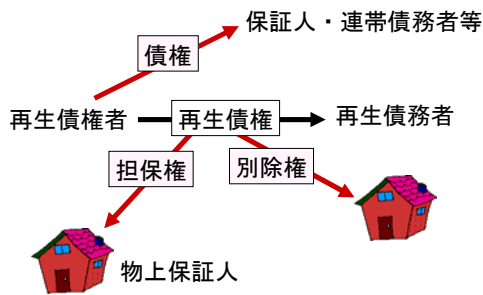 保証人・連帯債務者等
債権
再生債権者
再生債権
再生債務者
担保権
別除権
物上保証人